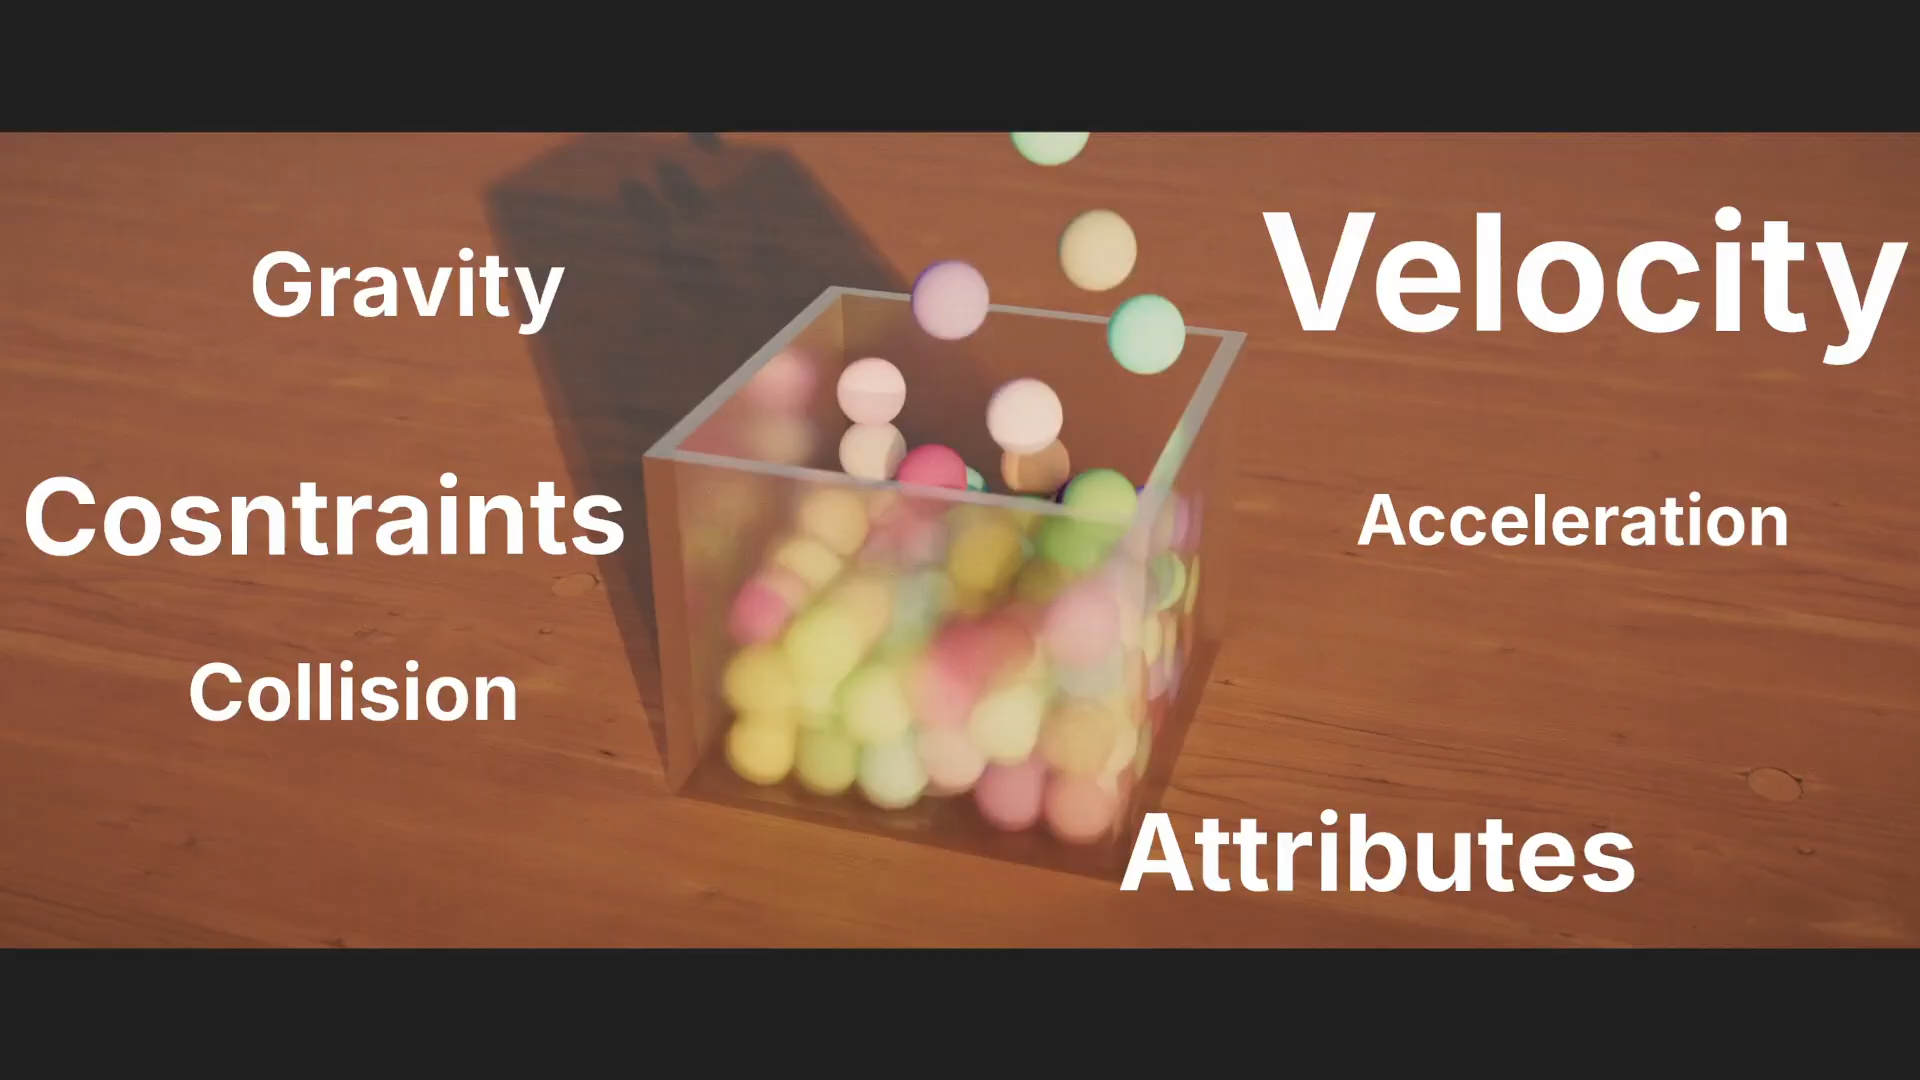 Gravity
Velocity
Cosntraints
Acceleration
Collision
Attributes